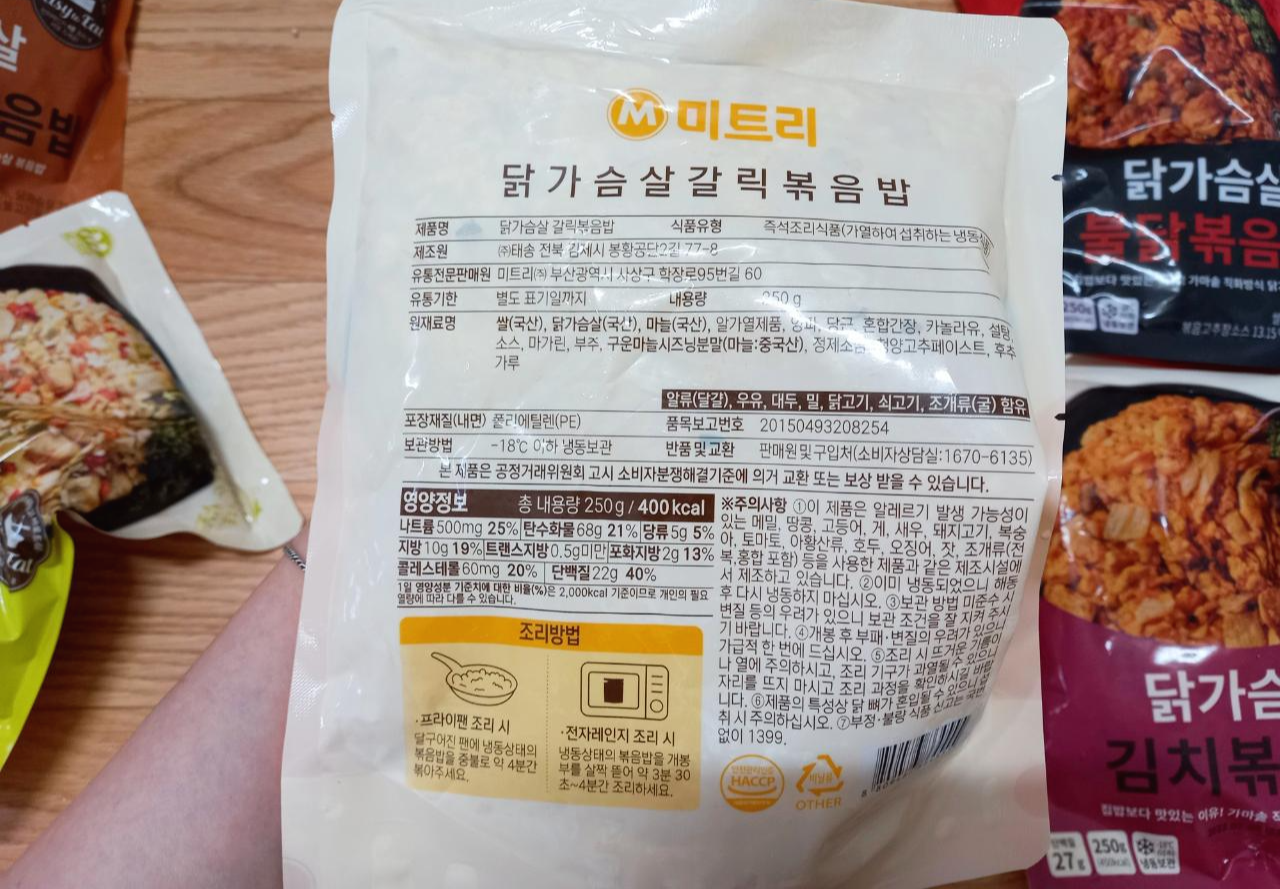 M 미트리
닭가슴살갈릭볶음밥
제품명 닭가슴살 갈릭볶음밥 식품유형 즉석조리식품(가열하여 섭취하는 냉동식품)
제조원 ㈜태송 전북 김제시 봉황공단2길 77-8
유통전문판매원 미트리㈜ 부산광역시 사상구 학장로95번길 60
유통기한 별도 표기일까지 내용량 250 g
원재료명 쌀(국산), 닭가슴살(국산), 마늘(국산), 알가열제품, 양파, 당근, 혼합간장, 카놀라유, 설탕,
소스, 마가린, 부추, 구운마늘시즈닝분말(마늘:중국산), 정제소금, 청양고추페이스트, 후추
가루
알류(달걀), 우유, 대두, 밀, 닭고기, 쇠고기, 조개류(굴) 함유
포장재질(내면) 폴리에틸렌(PE) 품목보고번호 20150493208254
보관방법 -18℃ 이하 냉동보관 반품 및 교환 판매원 및 구입처(소비자상담실:1670-6135)
본 제품은 공정거래위원회 고시 소비자분쟁해결기준에 의거 교환 또는 보상 받을 수 있습니다.
영양정보 총 내용량 250g / 400kcal
나트륨 500mg 25% 탄수화물 68g 21% 당류 5g 5%
지방 10g 19% 트랜스지방 0.5g미만 포화지방 2g 13%
콜레스테롤 60mg 20% 단백질 22g 40%
1일 영양성분 기준치에 대한 비율(%)은 2,000kcal 기준이므로 개인의 필요
열량에 따라 다를 수 있습니다.
조리방법
·프라이팬 조리 시
달구어진 팬에 냉동상태의
볶음밥을 중불로 약 4분간
볶아주세요.
·전자레인지 조리 시
냉동상태의 볶음밥을 개봉
부를 살짝 뜯어 약 3분 30
초~4분간 조리하세요.
※주의사항 ①이 제품은 알레르기 발생 가능성이
있는 메밀, 땅콩, 고등어, 게, 새우, 돼지고기, 복숭
아, 토마토, 아황산류, 호두, 오징어, 잣, 조개류(전
복,홍합 포함) 등을 사용한 제품과 같은 제조시설에
서 제조하고 있습니다. ②이미 냉동되었으니 해동
후 다시 냉동하지 마십시오. ③보관 방법 미준수 시
변질 등의 우려가 있으니 보관 조건을 잘 지켜 주시
기 바랍니다. ④개봉 후 부패·변질의 우려가 있으니
가급적 한 번에 드십시오. ⑤조리 시 뜨거운 기름이
나 열에 주의하시고, 조리 기구가 과열될 수 있으니
자리를 뜨지 마시고 조리 과정을 확인하시길 바랍
니다. ⑥제품의 특성상 닭 뼈가 혼입될 수 있으니 섭
취 시 주의하십시오. ⑦부정·불량 식품 신고는 국번
없이 1399.
HACCP
비닐류
OTHER
살
음밥
닭가슴살
불닭볶음
250g
냉동보관
닭가슴
김치볶
집밥보다 맛있는 이유! 가마솥
27g
250g
냉동보관